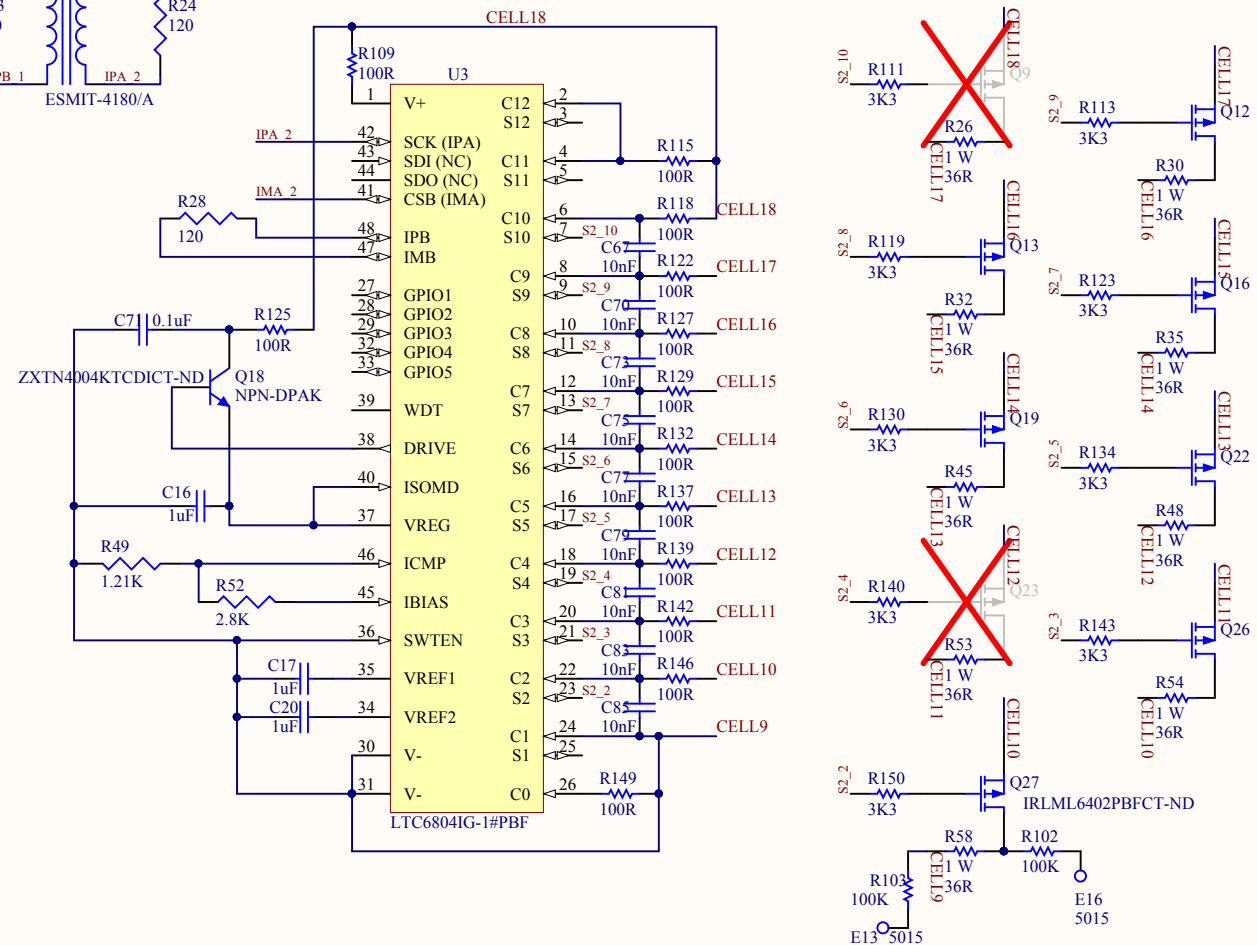 R24
120
PB_1
IPA_2
ESMIT-4180/A
CELL18
R109
100R
U3
LTC6804IG-1#PBF
1
V+
42
SCK (IPA)
IPA_2
43
SDI (NC)
44
SDO (NC)
41
CSB (IMA)
IMA_2
R28
120
48
IPB
47
IMB
27
GPIO1
28
GPIO2
29
GPIO3
32
GPIO4
33
GPIO5
39
WDT
38
DRIVE
40
ISOMD
37
VREG
46
ICMP
45
IBIAS
36
SWTEN
35
VREF1
34
VREF2
30
V-
31
V-
C71 0.1uF
R125
100R
ZXTN4004KTCDICT-ND
Q18
NPN-DPAK
C16
1uF
R49
1.21K
R52
2.8K
C17
1uF
C20
1uF
C12
2
S12
3
C11
4
S11
5
C10
6
S10
7
S2_10
C9
8
S9
9
S2_9
C8
10
S8
11
S2_8
C7
12
S7
13
S2_7
C6
14
S6
15
S2_6
C5
16
S5
17
S2_5
C4
18
S4
19
S2_4
C3
20
S3
21
S2_3
C2
22
S2
23
S2_2
C1
24
S1
25
C0
26
R115
100R
R118
100R
CELL18
C67
10nF
R122
100R
CELL17
C70
10nF
R127
100R
CELL16
C73
10nF
R129
100R
CELL15
C75
10nF
R132
100R
CELL14
C77
10nF
R137
100R
CELL13
C79
10nF
R139
100R
CELL12
C81
10nF
R142
100R
CELL11
C83
10nF
R146
100R
CELL10
C85
10nF
CELL9
R149
100R
S2_10
R111
3K3
CELL18
Q9
R26
1 W
36R
CELL17
S2_9
R113
3K3
CELL17
Q12
R30
1 W
36R
CELL16
S2_8
R119
3K3
CELL16
Q13
R32
1 W
36R
CELL15
S2_7
R123
3K3
CELL15
Q16
R35
1 W
36R
CELL14
S2_6
R130
3K3
CELL14
Q19
R45
1 W
36R
CELL13
S2_5
R134
3K3
CELL13
Q22
R48
1 W
36R
CELL12
S2_4
R140
3K3
CELL12
Q23
R53
1 W
36R
CELL11
S2_3
R143
3K3
CELL11
Q26
R54
1 W
36R
CELL10
S2_2
R150
3K3
CELL10
Q27
IRLML6402PBFCT-ND
R58
1 W
36R
CELL9
R102
100K
R103
100K
E16
5015
E13 5015